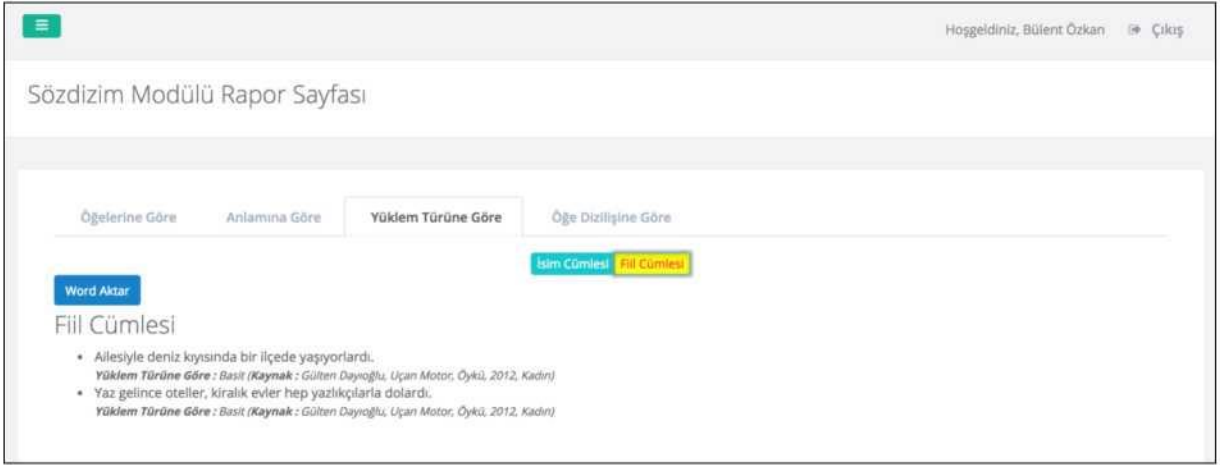 Hoşgeldiniz, Bülent Özkan Çıkış
Sözdizim Modülü Rapor Sayfası
Öğelerine Göre Anlamına Göre Yüklem Türüne Göre Öğe Dizilişine Göre
İsim Cümlesi Fiil Cümlesi
Word Aktar
Fiil Cümlesi
• Ailesiyle deniz kıyısında bir ilçede yaşıyorlardı.
Yüklem Türüne Göre : Basit (Kaynak : Gülten Dayıoğlu, Uçan Motor, Öykü, 2012, Kadın)
• Yaz gelince oteller, kiralık evler hep yazlıkçılarla dolardı.
Yüklem Türüne Göre : Basit (Kaynak : Gülten Dayıoğlu, Uçan Motor, Öykü, 2012, Kadın)